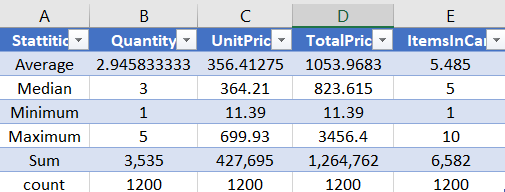 A B C D E
Stattitic Quantity UnitPric TotalPric ItemsInCar
Average 2.945833333 356.41275 1053.9683 5.485
Median 3 364.21 823.615 5
Minimum 1 11.39 11.39 1
Maximum 5 699.93 3456.4 10
Sum 3,535 427,695 1,264,762 6,582
count 1200 1200 1200 1200